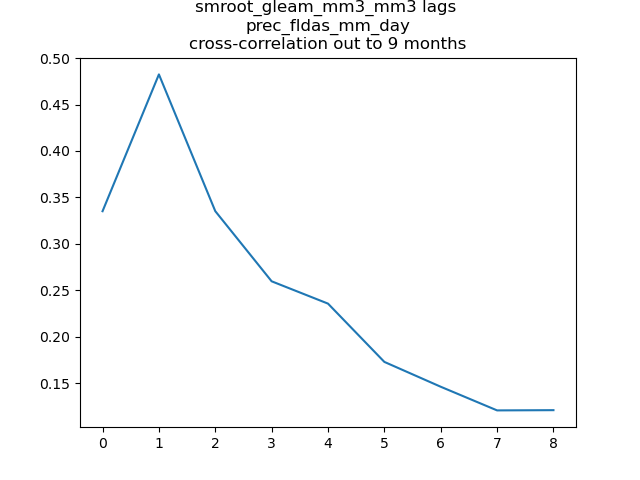 smroot_gleam_mm3_mm3 lags
prec_fldas_mm_day
cross-correlation out to 9 months
0.50
0.45
0.40
0.35
0.30
0.25
0.20
0.15
0 1 2 3 4 5 6 7 8